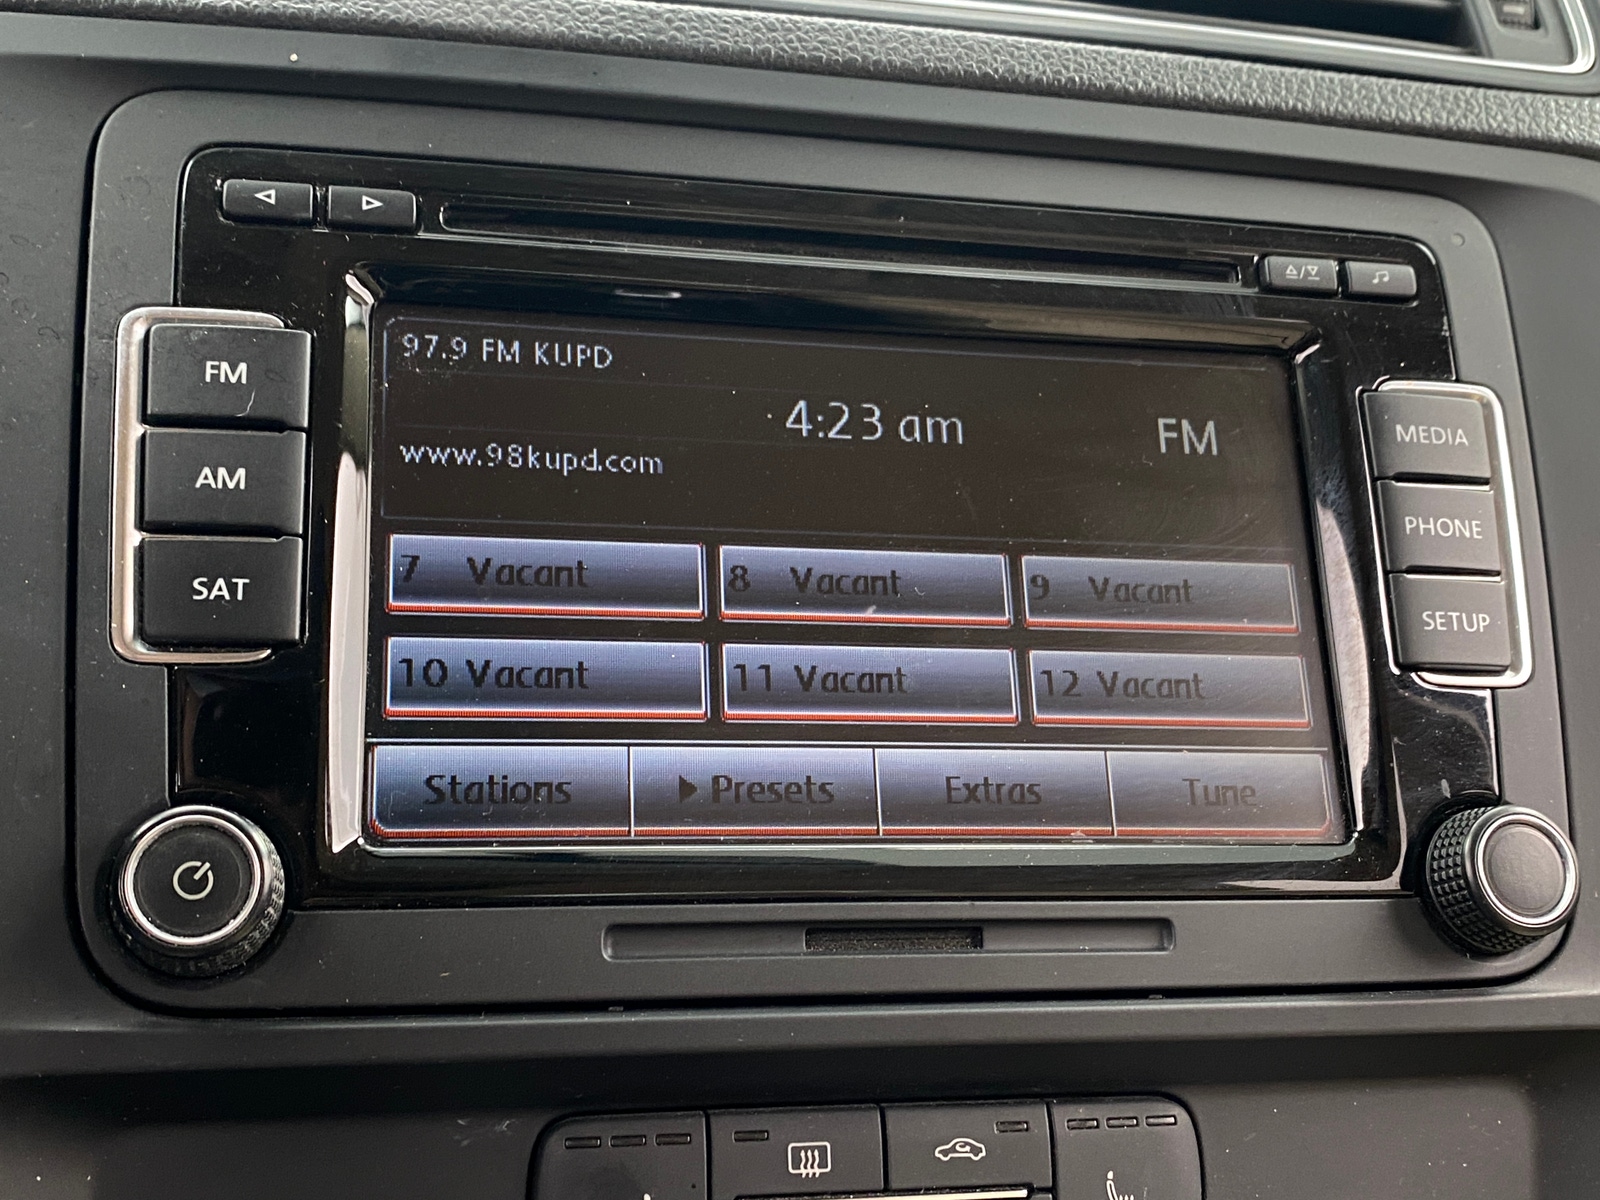 97.9 FM KUPD
4:23 am
FM
www.98kupd.com
7 Vacant
8 Vacant
9 Vacant
10 Vacant
11 Vacant
12 Vacant
Stations
Presets
Extras
Tune
FM
AM
SAT
MEDIA
PHONE
SETUP